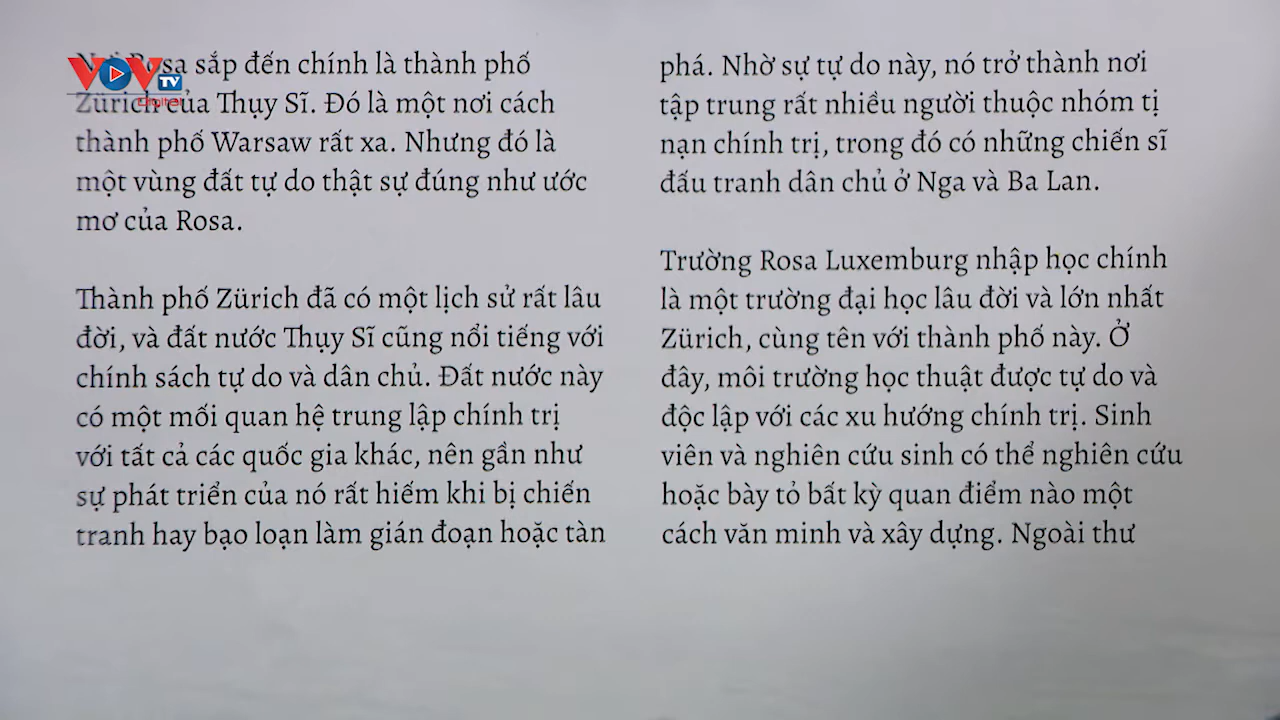 VOV TV
Digital
Rosa sắp đến chính là thành phố
Zürich của Thụy Sĩ. Đó là một nơi cách
thành phố Warsaw rất xa. Nhưng đó là
một vùng đất tự do thật sự đúng như ước
mơ của Rosa.
Thành phố Zürich đã có một lịch sử rất lâu
đời, và đất nước Thụy Sĩ cũng nổi tiếng với
chính sách tự do và dân chủ. Đất nước này
có một mối quan hệ trung lập chính trị
với tất cả các quốc gia khác, nên gần như
sự phát triển của nó rất hiếm khi bị chiến
tranh hay bạo loạn làm gián đoạn hoặc tàn
phá. Nhờ sự tự do này, nó trở thành nơi
tập trung rất nhiều người thuộc nhóm tị
nạn chính trị, trong đó có những chiến sĩ
đấu tranh dân chủ ở Nga và Ba Lan.
Trường Rosa Luxemburg nhập học chính
là một trường đại học lâu đời và lớn nhất
Zürich, cùng tên với thành phố này. Ở
đây, môi trường học thuật được tự do và
độc lập với các xu hướng chính trị. Sinh
viên và nghiên cứu sinh có thể nghiên cứu
hoặc bày tỏ bất kỳ quan điểm nào một
cách văn minh và xây dựng. Ngoài thư